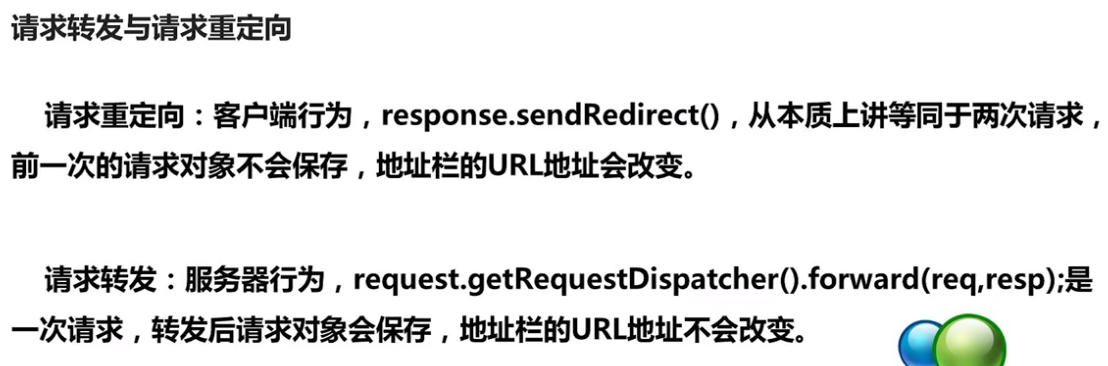 请求转发与请求重定向
请求重定向：客户端行为，response.sendRedirect()，从本质上讲等同于两次请求，
前一次的请求对象不会保存，地址栏的URL地址会改变。
请求转发：服务器行为，request.getRequestDispatcher().forward(req,resp);是
一次请求，转发后请求对象会保存，地址栏的URL地址不会改变。